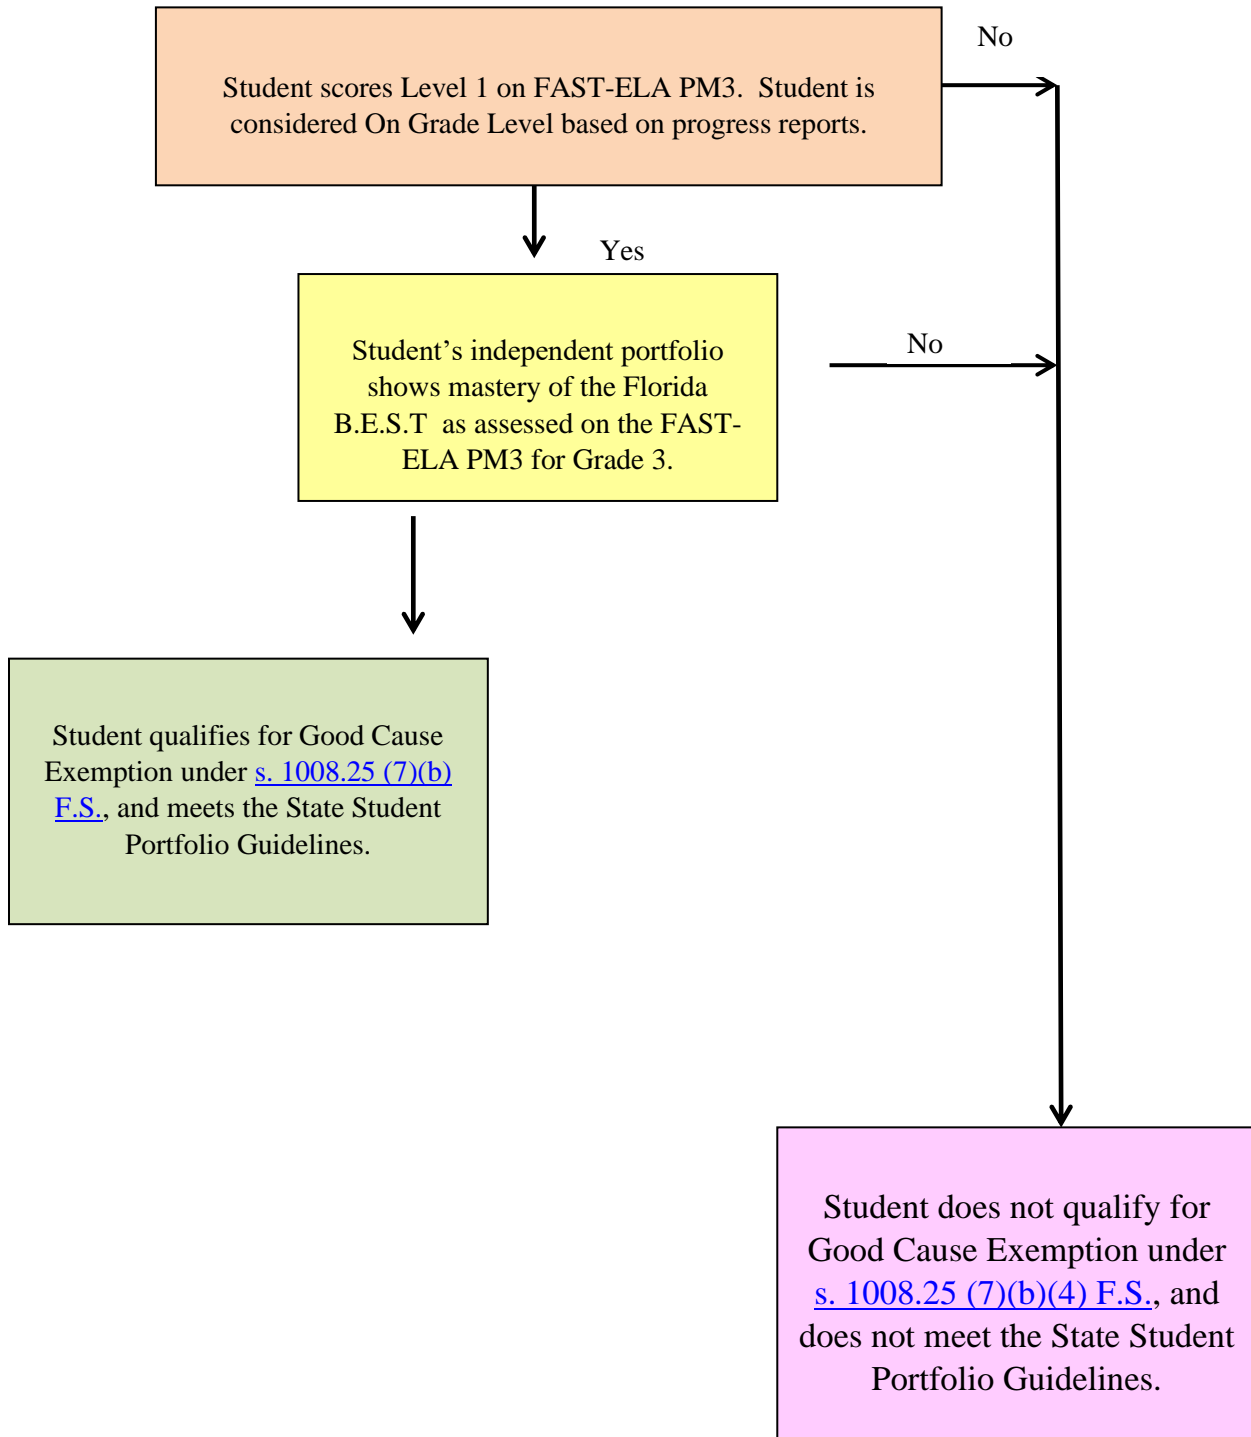 No
Student scores Level 1 on FAST-ELA PM3.  Student is
considered On Grade Level based on progress reports.
Yes
Student’s independent portfolio
shows mastery of the Florida
B.E.S.T  as assessed on the FAST-
ELA PM3 for Grade 3.
No
Student qualifies for Good Cause
Exemption under s. 1008.25 (7)(b)
F.S., and meets the State Student
Portfolio Guidelines.
Student does not qualify for
Good Cause Exemption under
s. 1008.25 (7)(b)(4) F.S., and
does not meet the State Student
Portfolio Guidelines.